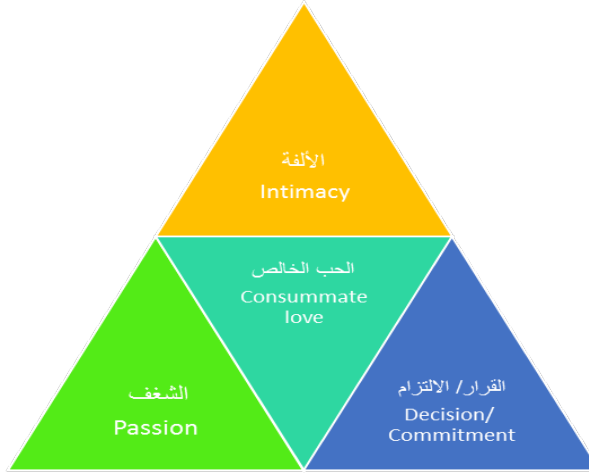 الألفة
Intimacy
الحب الخالص
Consummate
love
الشغف
Passion
القرار/ الالتزام
Decision/
Commitment